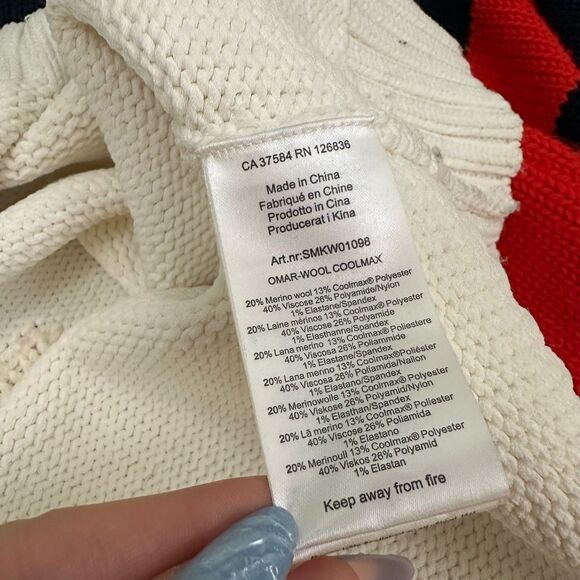 CA 37584 RN 126836
Made in China
Fabriqué en Chine
Prodotto in Cina
Producerat i Kina
Art.nr:SMKW01098
OMAR-WOOL COOLMAX
20% Merino wool 13% Coolmax® Polyester
40% Viscose 26% Polyamide/Nylon
1% Elastane/Spandex
20% Laine mérinos 13% Coolmax® Polyester
40% Viscose 26% Polyamide/Nylon
1% Elasthanne/Spandex
20% Lana merino 13% Coolmax® Poliestere
40% Viscosa 26% Poliammide
1% Elastane/Spandex
20% Lana merino 13% Coolmax®Poliéster
40% Viscosa 26% Poliamida/Nailon
1% Elastano/Spandex
20% Merinowolle 13% Coolmax® Polyester
40% Viskose 26% Polyamid/Nylon
1% Elasthan/Spandex
20% Lã merino 13% Coolmax® Poliéster
40% Viscose 26% Poliamida
1% Elastano
20% Merinoull 13% Coolmax® Polyester
40% Viskos 26% Polyamid
1% Elastan
Keep away from fire